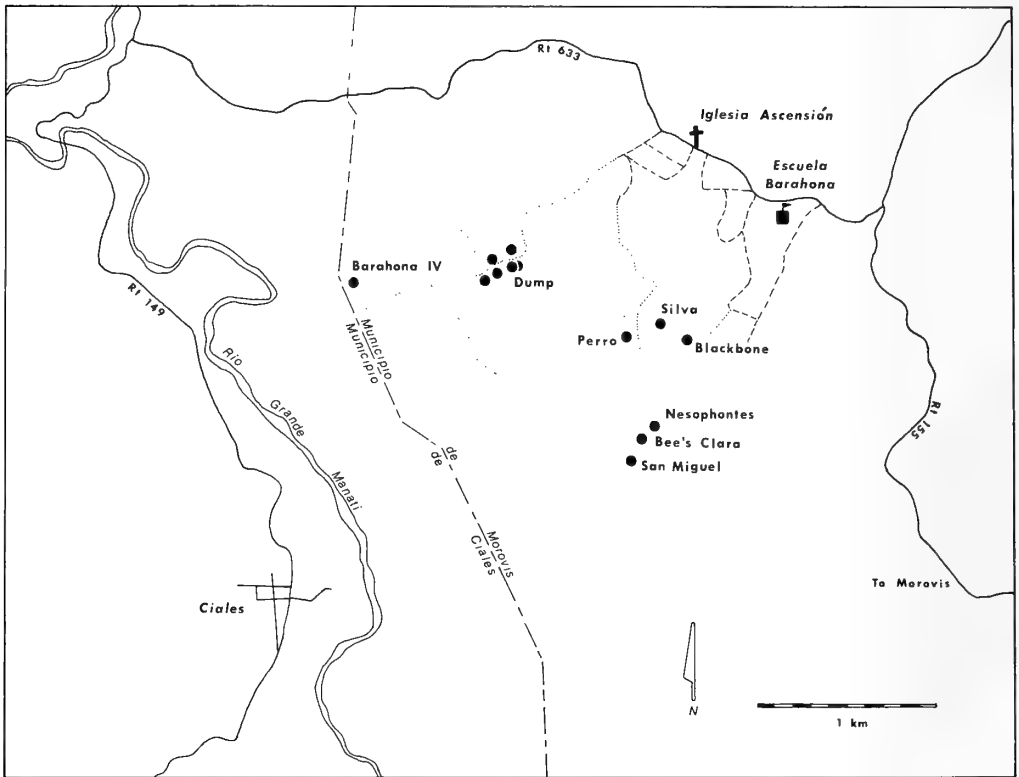 Rt 633
Iglesia Ascensión
Escuela
Barahona
Barahona IV
Dump
Rt 149
Silva
Perro
Blackbone
Municipio
Municipio
Río
Grande
Manati
Nesophontes
Bee's Clara
San Miguel
Rt 155
de
de
Morovis
Ciales
Ciales
To Morovis
N
1 km